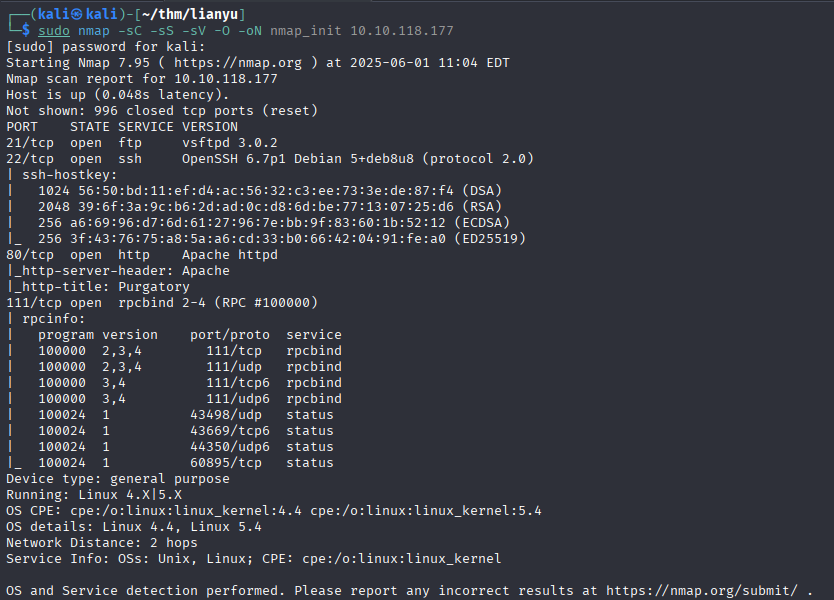 ┌──(kali㉿kali)-[~/thm/lianyu]
└─$ sudo nmap -sC -sS -sV -O -oN nmap_init 10.10.118.177
[sudo] password for kali:
Starting Nmap 7.95 ( https://nmap.org ) at 2025-06-01 11:04 EDT
Nmap scan report for 10.10.118.177
Host is up (0.048s latency).
Not shown: 996 closed tcp ports (reset)
PORT    STATE SERVICE VERSION
21/tcp  open  ftp     vsftpd 3.0.2
22/tcp  open  ssh     OpenSSH 6.7p1 Debian 5+deb8u8 (protocol 2.0)
| ssh-hostkey:
|   1024 56:50:bd:11:ef:d4:ac:56:32:c3:ee:73:3e:de:87:f4 (DSA)
|   2048 39:6f:3a:9c:b6:2d:ad:0c:d8:6d:be:77:13:07:25:d6 (RSA)
|   256 a6:69:96:d7:6d:61:27:96:7e:bb:9f:83:60:1b:52:12 (ECDSA)
|_  256 3f:43:76:75:a8:5a:a6:cd:33:b0:66:42:04:91:fe:a0 (ED25519)
80/tcp  open  http    Apache httpd
|_http-server-header: Apache
|_http-title: Purgatory
111/tcp open  rpcbind 2-4 (RPC #100000)
| rpcinfo:
|   program version    port/proto  service
|   100000  2,3,4        111/tcp   rpcbind
|   100000  2,3,4        111/udp   rpcbind
|   100000  3,4          111/tcp6  rpcbind
|   100000  3,4          111/udp6  rpcbind
|   100024  1          43498/udp   status
|   100024  1          43669/tcp6  status
|   100024  1          44350/udp6  status
|_  100024  1          60895/tcp   status
Device type: general purpose
Running: Linux 4.X|5.X
OS CPE: cpe:/o:linux:linux_kernel:4.4 cpe:/o:linux:linux_kernel:5.4
OS details: Linux 4.4, Linux 5.4
Network Distance: 2 hops
Service Info: OSs: Unix, Linux; CPE: cpe:/o:linux:linux_kernel
OS and Service detection performed. Please report any incorrect results at https://nmap.org/submit/ .